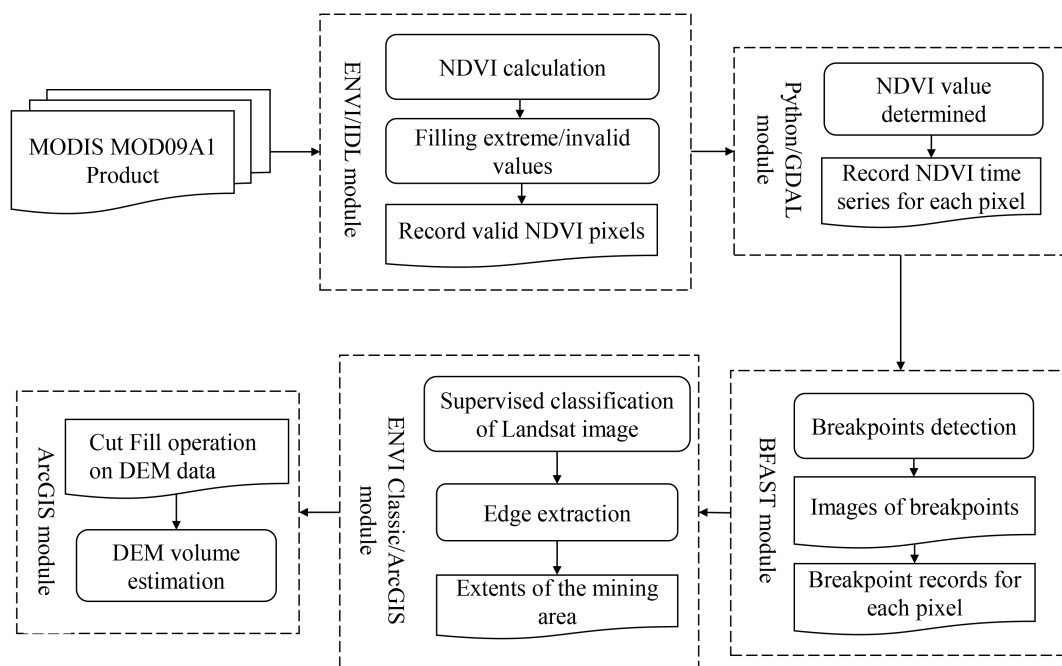 MODIS MOD09A1
Product
ENVI/IDL module
NDVI calculation
Filling extreme/invalid
values
Record valid NDVI pixels
Python/GDAL
module
NDVI value
determined
Record NDVI time
series for each pixel
BFAST module
Breakpoints detection
Images of breakpoints
Breakpoint records for
each pixel
ENVI Classic/ArcGIS
module
Supervised classification
of Landsat image
Edge extraction
Extents of the mining
area
ArcGIS module
Cut Fill operation
on DEM data
DEM volume
estimation